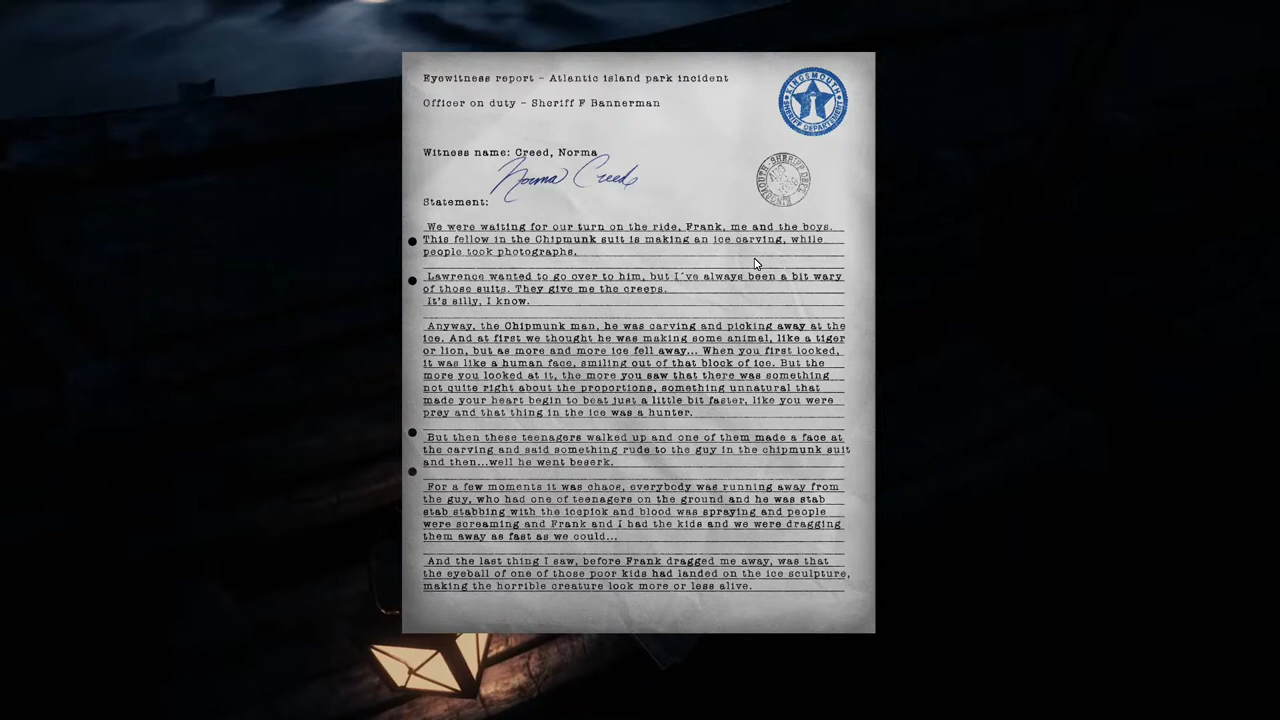 Eyewitness report - Atlantic island park incident
Officer on duty - Sheriff F Bannerman
KINGSMOUTH
SHERIFF DEPARTEMENT
Witness name: Creed, Norma
Norma Creed
Statement:
We were waiting for our turn on the ride, Frank, me and the boys.
This fellow in the Chipmunk suit is making an ice carving, while
people took photographs.
Lawrence wanted to go over to him, but I´ve always been a bit wary
of those suits. They give me the creeps.
It's silly, I know.
Anyway, the Chipmunk man, he was carving and picking away at the
ice. And at first we thought he was making some animal, like a tiger
or lion, but as more and more ice fell away... When you first looked,
it was like a human face, smiling out of that block of ice. But the
more you looked at it, the more you saw that there was something
not quite right about the proportions, something unnatural that
made your heart begin to beat just a little bit faster, like you were
prey and that thing in the ice was a hunter.
But then these teenagers walked up and one of them made a face at
the carving and said something rude to the guy in the chipmunk suit
and then...well he went beserk.
For a few moments it was chaos, everybody was running away from
the guy, who had one of teenagers on the ground and he was stab
stab stabbing with the icepick and blood was spraying and people
were screaming and Frank and I had the kids and we were dragging
them away as fast as we could...
And the last thing I saw, before Frank dragged me away, was that
the eyeball of one of those poor kids had landed on the ice sculpture,
making the horrible creature look more or less alive.